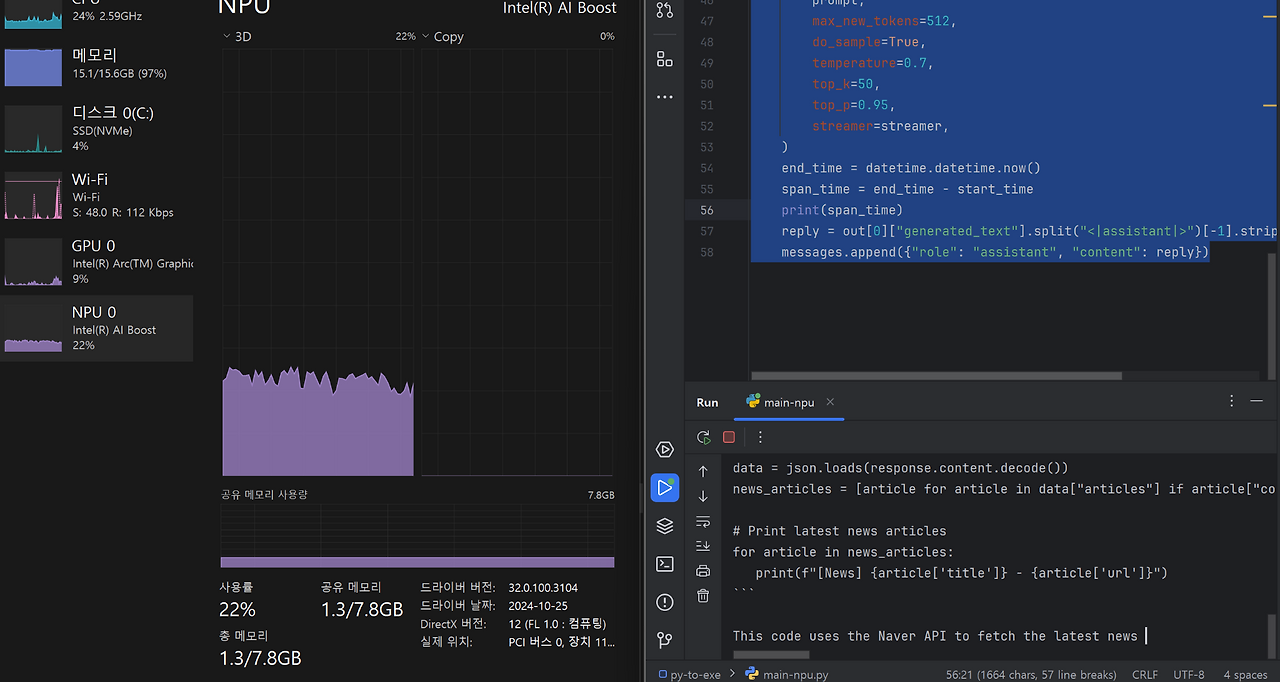 CPU
24% 2.59GHz
메모리
15.1/15.6GB (97%)
디스크 0(C:)
SSD(NVMe)
4%
Wi-Fi
Wi-Fi
S: 48.0 R: 112 Kbps
GPU 0
Intel(R) Arc(TM) Graphic
9%
NPU 0
Intel(R) AI Boost
22%
NPU
Intel(R) AI Boost
3D
22%
Copy
0%
공유 메모리 사용량
7.8GB
사용률
22%
공유 메모리
1.3/7.8GB
총 메모리
1.3/7.8GB
드라이버 버전: 32.0.100.3104
드라이버 날짜: 2024-10-25
DirectX 버전: 12 (FL 1.0 : 컴퓨팅)
실제 위치: PCI 버스 0, 장치 11...
46 prompt,
47 max_new_tokens=512,
48 do_sample=True,
49 temperature=0.7,
50 top_k=50,
51 top_p=0.95,
52 streamer=streamer,
53 )
54 end_time = datetime.datetime.now()
55 span_time = end_time - start_time
56 print(span_time)
57 reply = out[0]["generated_text"].split("<|assistant|>")[-1].strip
58 messages.append({"role": "assistant", "content": reply})
Run
main-npu
data = json.loads(response.content.decode())
news_articles = [article for article in data["articles"] if article["co
# Print latest news articles
for article in news_articles:
print(f"[News] {article['title']} - {article['url']}")
```
This code uses the Naver API to fetch the latest news
py-to-exe > main-npu.py
56:21 (1664 chars, 57 line breaks) CRLF UTF-8 4 spaces